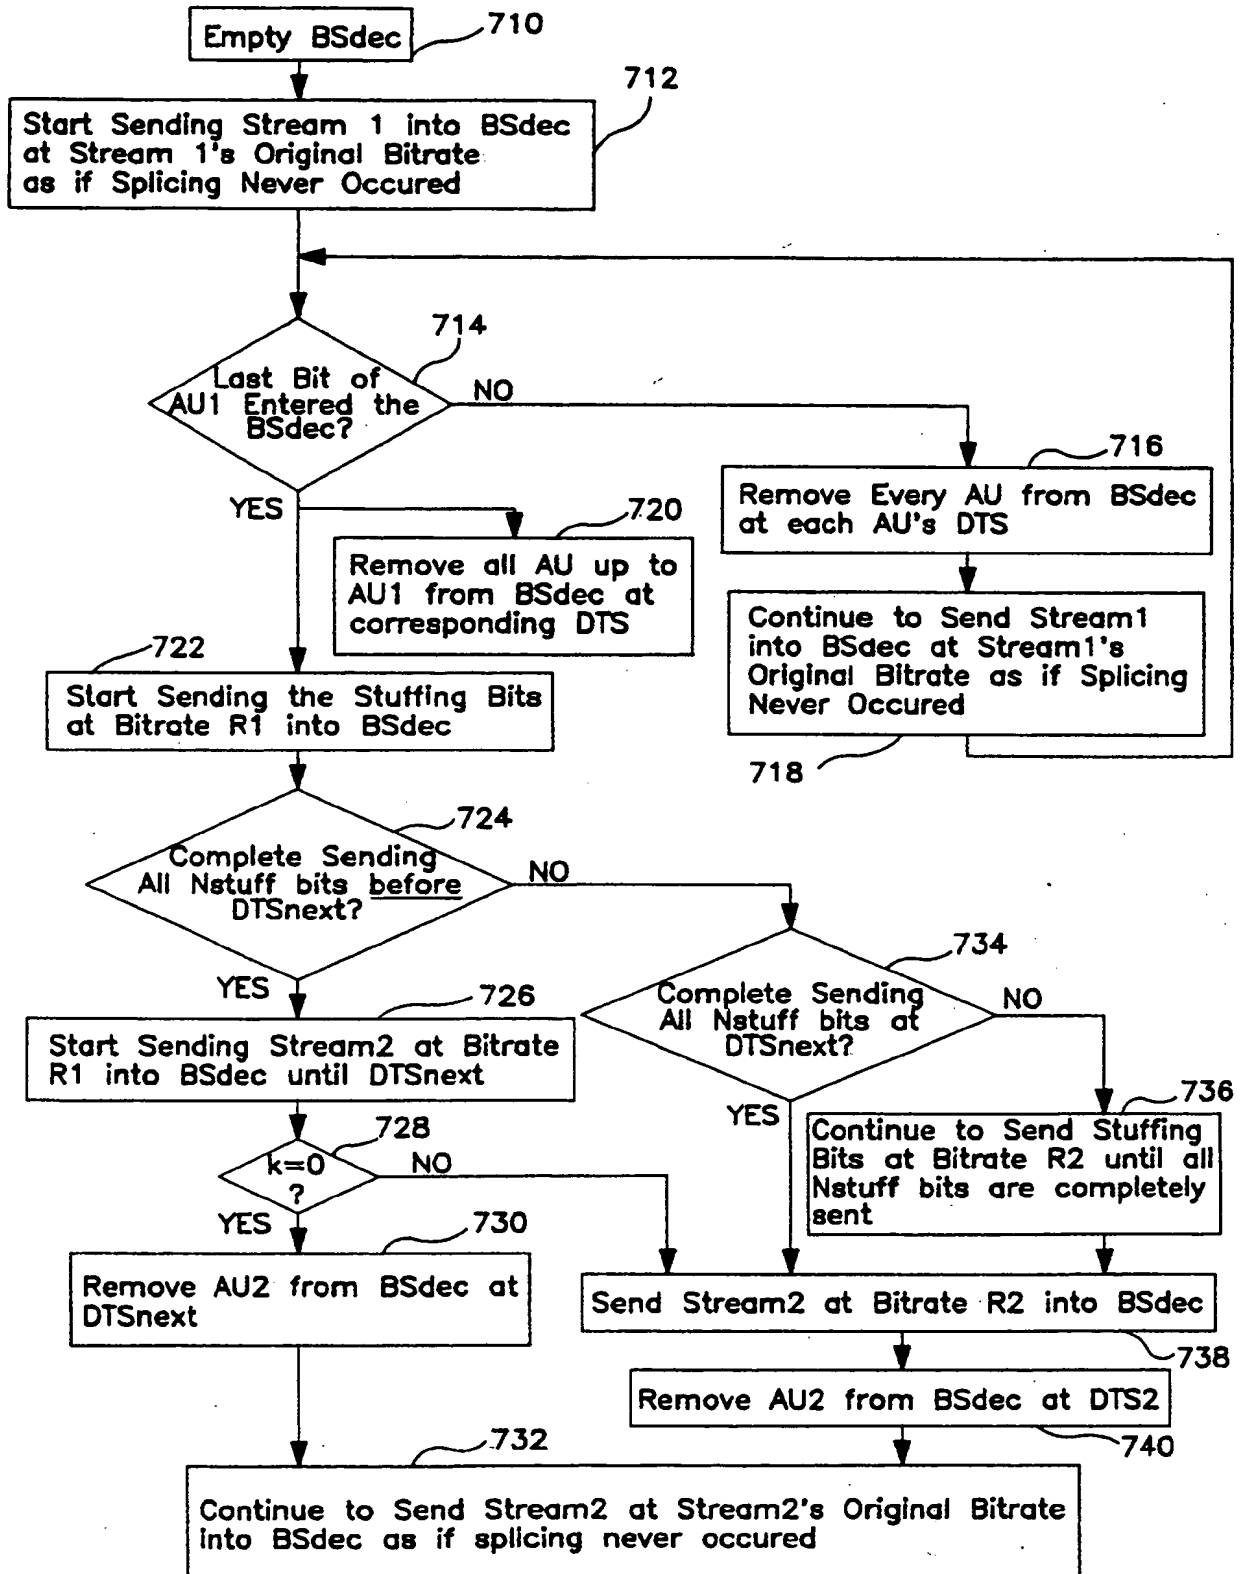 Empty BSdec
710
712
Start Sending Stream 1 into BSdec
at Stream 1's Original Bitrate
as if Splicing Never Occured
714
Last Bit of
AU1 Entered the
BSdec?
NO
YES
716
Remove Every AU from BSdec
at each AU's DTS
720
Remove all AU up to
AU1 from BSdec at
corresponding DTS
Continue to Send Stream1
into BSdec at Stream1's
Original Bitrate as if Splicing
Never Occured
718
722
Start Sending the Stuffing Bits
at Bitrate R1 into BSdec
724
Complete Sending
All Nstuff bits before
DTSnext?
NO
YES
734
Complete Sending
All Nstuff bits at
DTSnext?
NO
YES
726
Start Sending Stream2 at Bitrate
R1 into BSdec until DTSnext
736
Continue to Send Stuffing
Bits at Bitrate R2 until all
Nstuff bits are completely
sent
728
k=0
?
NO
YES
730
Remove AU2 from BSdec at
DTSnext
Send Stream2 at Bitrate R2 into BSdec
738
Remove AU2 from BSdec at DTS2
740
732
Continue to Send Stream2 at Stream2's Original Bitrate
into BSdec as if splicing never occured